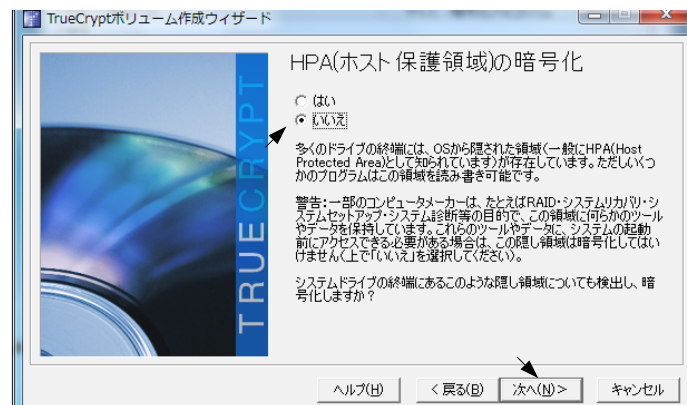 TrueCryptボリューム作成ウィザード
HPA(ホスト保護領域)の暗号化
はい
いいえ
多くのドライブの終端には、OSから隠された領域(一般にHPA(Host
Protected Area)として知られています)が存在しています。ただしいくつ
かのプログラムはこの領域を読み書き可能です。
警告:一部のコンピュータメーカーは、たとえばRAID・システムリカバリ・シ
ステムセットアップ・システム診断等の目的で、この領域に何らかのツール
やデータを保持しています。これらのツールやデータに、システムの起動
前にアクセスできる必要がある場合は、この隠し領域は暗号化してはい
けません(上で「いいえ」を選択してください)。
システムドライブの終端にあるこのような隠し領域についても検出し、暗
号化しますか?
TRUECRYPT
ヘルプ(H)
< 戻る(B)
次へ(N) >
キャンセル